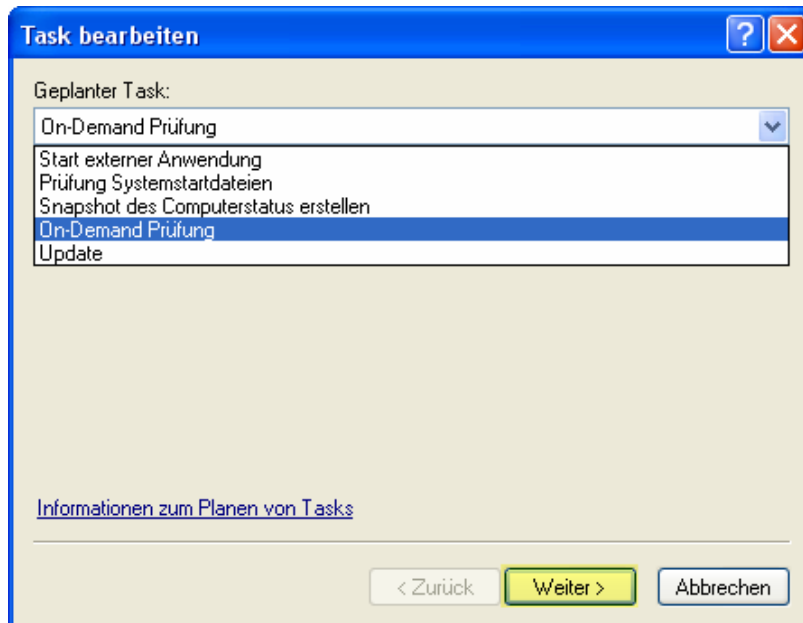 Task bearbeiten
Geplanter Task:
On-Demand Prüfung
Start externer Anwendung
Prüfung Systemstartdateien
Snapshot des Computerstatus erstellen
On-Demand Prüfung
Update
Informationen zum Planen von Tasks
< Zurück Weiter > Abbrechen